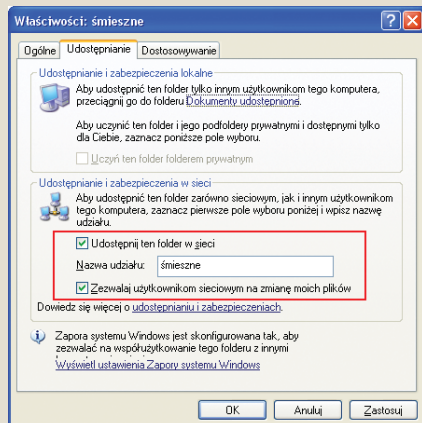 Właściwości: śmieszne
Ogólne Udostępnianie Dostosowywanie
Udostępnianie i zabezpieczenia lokalne
Aby udostępnić ten folder tylko innym użytkownikom tego komputera,
przeciągnij go do folderu Dokumenty udostępnione.
Aby uczynić ten folder i jego podfoldery prywatnymi i dostępnymi tylko
dla Ciebie, zaznacz poniższe pole wyboru.
Uczyń ten folder folderem prywatnym
Udostępnianie i zabezpieczenia w sieci
Aby udostępnić ten folder zarówno sieciowym, jak i innym użytkownikom
tego komputera, zaznacz pierwsze pole wyboru poniżej i wpisz nazwę
udziału.
Udostępnij ten folder w sieci
Nazwa udziału: śmieszne
Zezwalaj użytkownikom sieciowym na zmianę moich plików
Dowiedz się więcej o udostępnianiu i zabezpieczeniach.
Zapora systemu Windows jest skonfigurowana tak, aby
zezwalać na współużytkowanie tego folderu z innymi
Wyświetl ustawienia Zapory systemu Windows
OK Anuluj Zastosuj